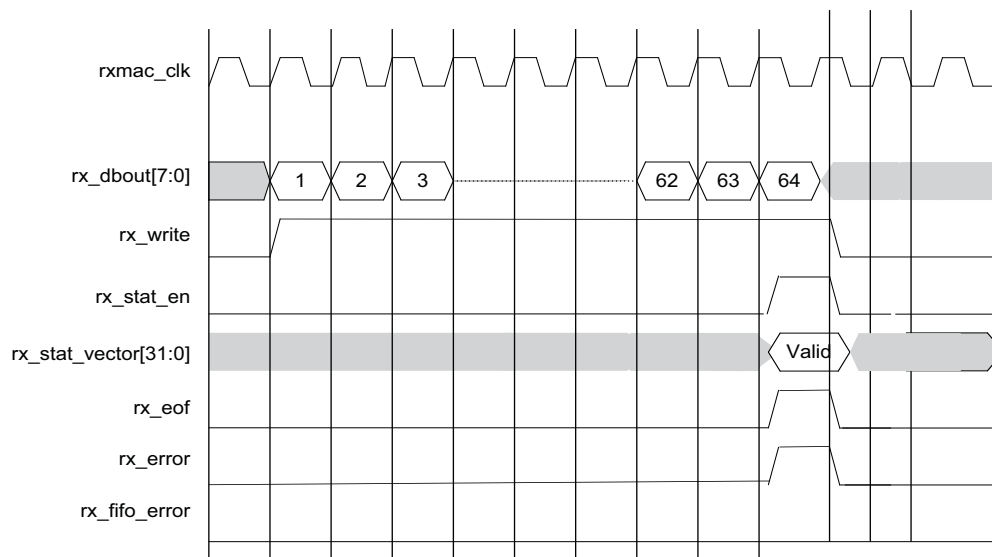 rxmac_clk
rx_dbout[7:0] 1 2 3 62 63 64
rx_write
rx_stat_en
rx_stat_vector[31:0] Valid
rx_eof
rx_error
rx_fifo_error